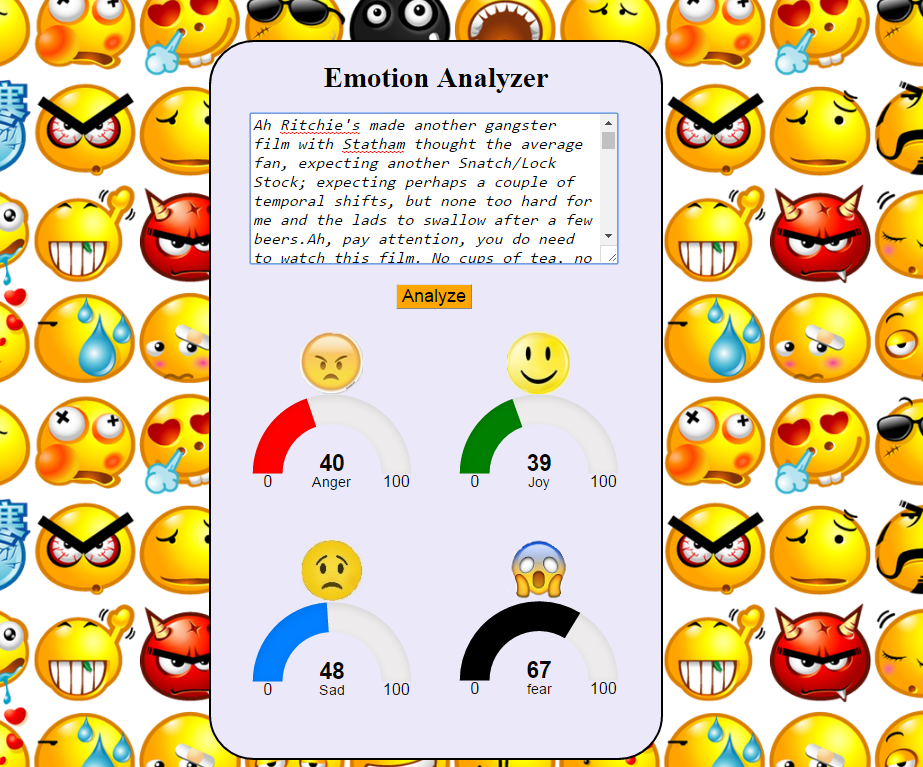 Emotion Analyzer
Ah Ritchie's made another gangster
film with Statham thought the average
fan, expecting another Snatch/Lock
Stock; expecting perhaps a couple of
temporal shifts, but none too hard for
me and the lads to swallow after a few
beers.Ah, pay attention, you do need
to watch this film. No cups of tea, no
Analyze
40
0 Anger 100
39
0 Joy 100
48
0 Sad 100
67
0 fear 100
寒
寒